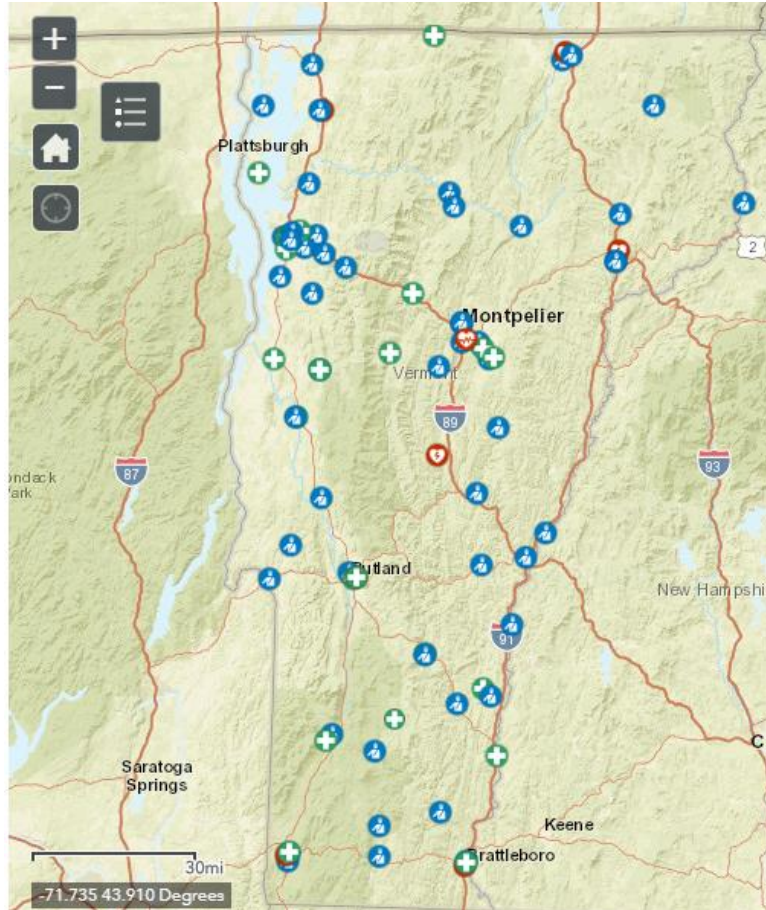 +
−
Plattsburgh
2
Montpelier
Vermont
89
87
93
ondack
Park
Rutland
New Hampshi
91
Saratoga
Springs
C
Keene
Brattleboro
30mi
-71.735 43.910 Degrees